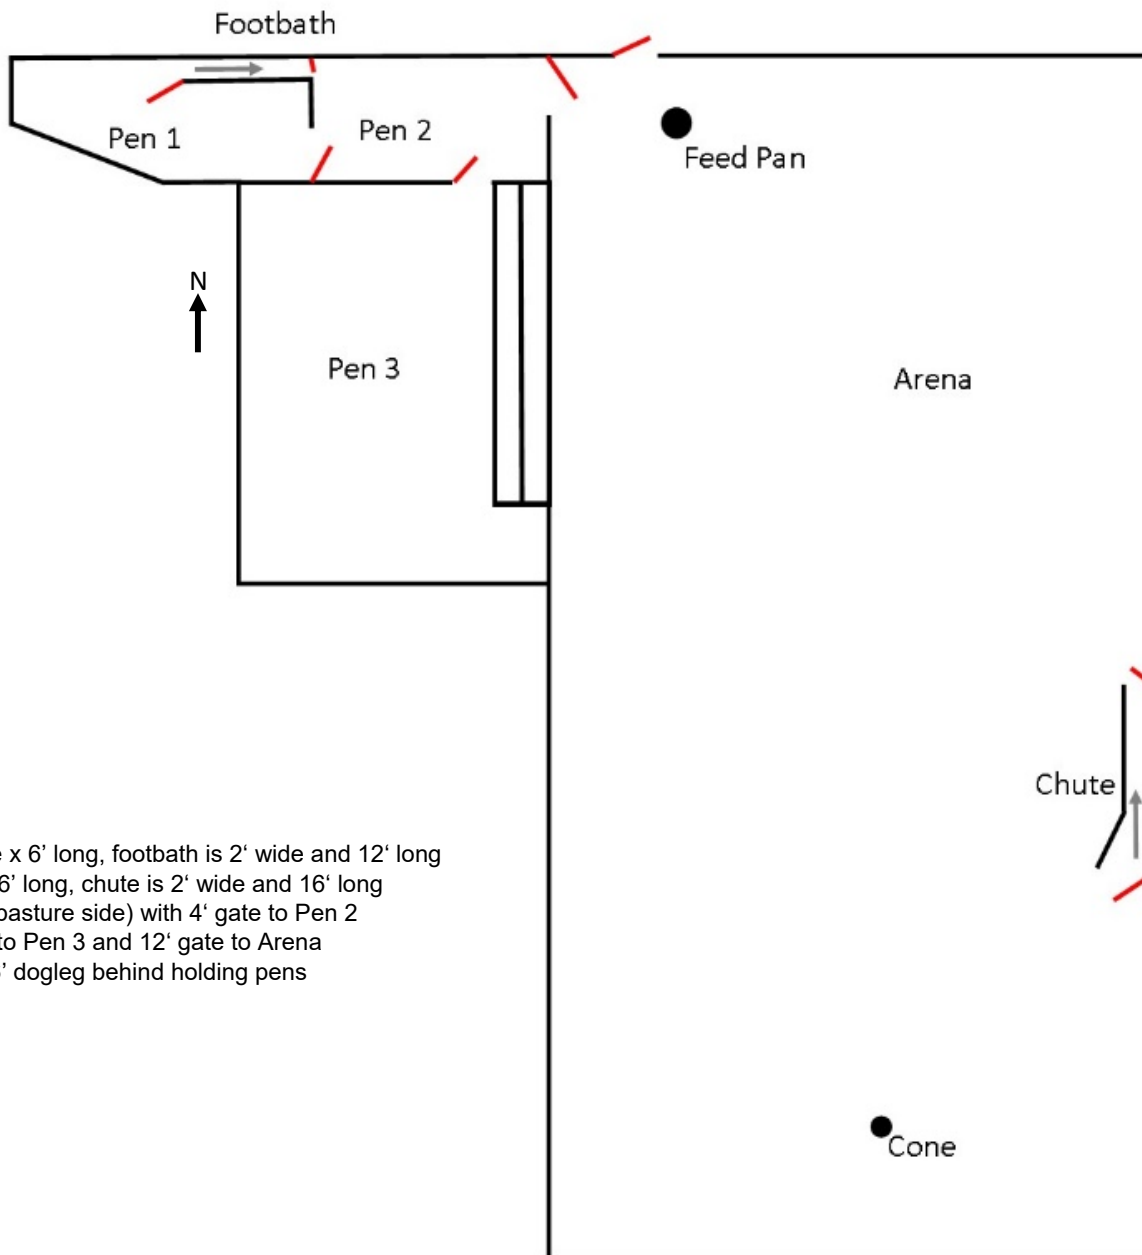 Footbath
Pen 1
Pen 2
Feed Pan
N
Pen 3
Arena
Chute
x 6’ long, footbath is 2‘ wide and 12’ long
6’ long, chute is 2‘ wide and 16‘ long
pasture side) with 4‘ gate to Pen 2
to Pen 3 and 12‘ gate to Arena
’ dogleg behind holding pens
Cone